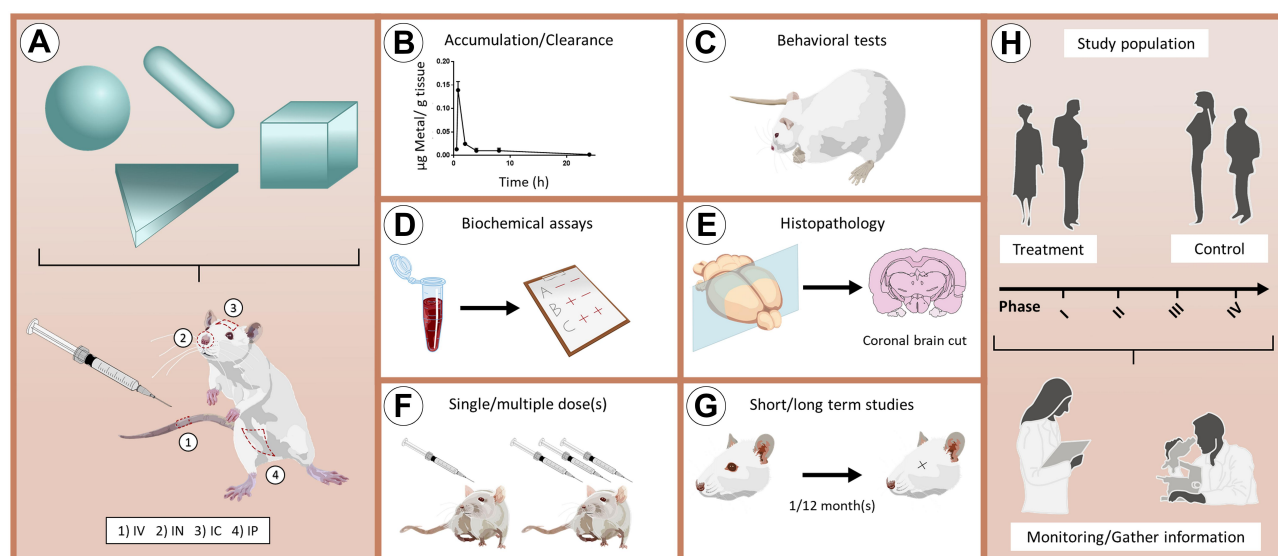 A
3
2
1
4
1) IV 2) IN 3) IC 4) IP
B
Accumulation/Clearance
µg Metal/ g tissue
0.20
0.15
0.10
0.05
0.00
0 10 20
Time (h)
C
Behavioral tests
D
Biochemical assays
A - -
B + -
C + +
E
Histopathology
Coronal brain cut
F
Single/multiple dose(s)
G
Short/long term studies
1/12 month(s)
H
Study population
Treatment Control
Phase I II III IV
Monitoring/Gather information